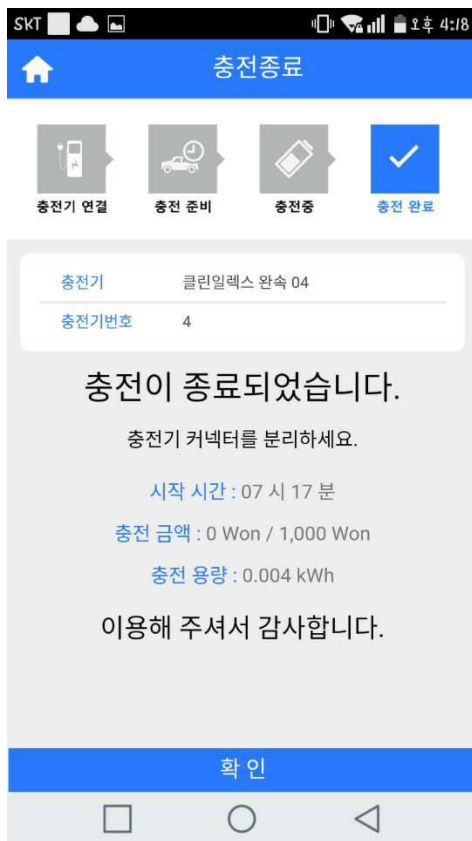 SKT 오후 4:18
충전종료
충전기 연결 충전 준비 충전중 충전 완료
충전기 클린일렉스 완속 04
충전기번호 4
충전이 종료되었습니다.
충전기 커넥터를 분리하세요.
시작 시간 : 07 시 17 분
충전 금액 : 0 Won / 1,000 Won
충전 용량 : 0.004 kWh
이용해 주셔서 감사합니다.
확 인